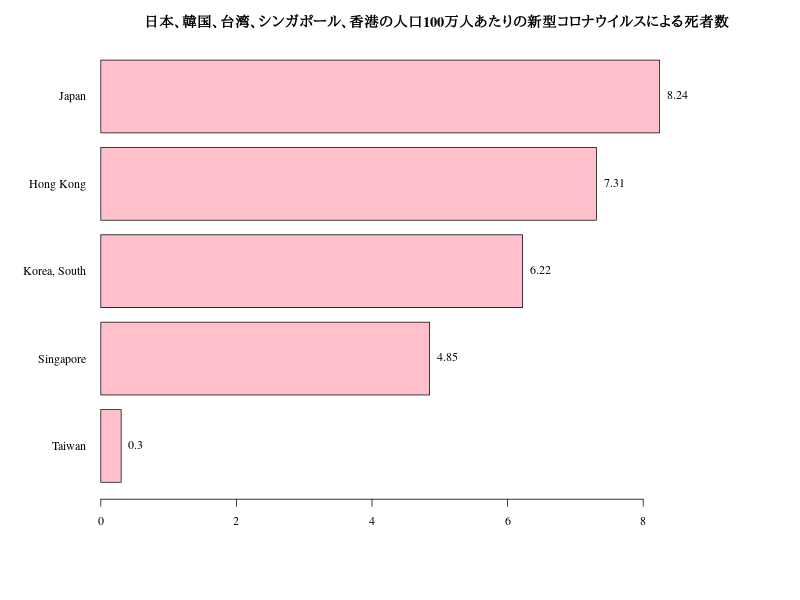 日本、韓国、台湾、シンガポール、香港の人口100万人あたりの新型コロナウイルスによる死者数
Japan 8.24
Hong Kong 7.31
Korea, South 6.22
Singapore 4.85
Taiwan 0.3
0 2 4 6 8